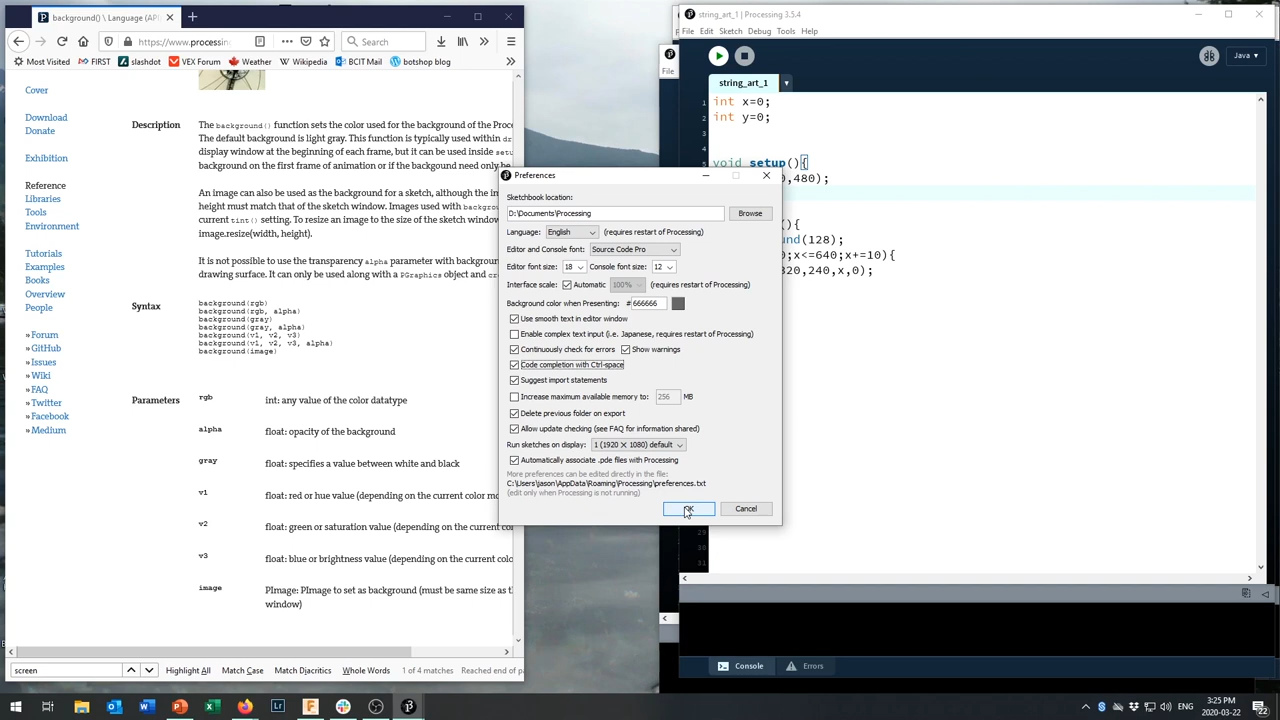 background() \ Language (API
https://www.processin
Search
Most Visited
FIRST
slashdot
VEX Forum
Weather
Wikipedia
BCIT Mail
botshop blog
Cover
Download
Donate
Exhibition
Reference
Libraries
Tools
Environment
Tutorials
Examples
Books
Overview
People
» Forum
» GitHub
» Issues
» Wiki
» FAQ
» Twitter
» Facebook
» Medium
Description
The background() function sets the color used for the background of the Proce
The default background is light gray. This function is typically used within dr
display window at the beginning of each frame, but it can be used inside setu
background on the first frame of animation or if the backgound need only be
An image can also be used as the background for a sketch, although the im
height must match that of the sketch window. Images used with backgro
current tint() setting. To resize an image to the size of the sketch window
image.resize(width, height).
It is not possible to use the transparency alpha parameter with background
drawing surface. It can only be used along with a PGraphics object and cre
Syntax
background(rgb)
background(rgb, alpha)
background(gray)
background(gray, alpha)
background(v1, v2, v3)
background(v1, v2, v3, alpha)
background(image)
Parameters
rgb
int: any value of the color datatype
alpha
float: opacity of the background
gray
float: specifies a value between white and black
v1
float: red or hue value (depending on the current color mo
v2
float: green or saturation value (depending on the current
v3
float: blue or brightness value (depending on the current colo
image
PImage: PImage to set as background (must be same size as th
window)
screen
Highlight All
Match Case
Match Diacritics
Whole Words
1 of 4 matches
Reached end of p
File
string_art_1 | Processing 3.5.4
File Edit Sketch Debug Tools Help
Java
string_art_1
1 int x=0;
2 int y=0;
3
4
5 void setup(){
0,480);
){
und(128);
0;x<=640;x+=10){
320,240,x,0);
29
30
31
Console
Errors
Preferences
Sketchbook location:
D:\Documents\Processing
Browse
Language: English (requires restart of Processing)
Editor and Console font: Source Code Pro
Editor font size: 18 Console font size: 12
Interface scale: Automatic 100% (requires restart of Processing)
Background color when Presenting: # 666666
Use smooth text in editor window
Enable complex text input (i.e. Japanese, requires restart of Processing)
Continuously check for errors Show warnings
Code completion with Ctrl-space
Suggest import statements
Increase maximum available memory to: 256 MB
Delete previous folder on export
Allow update checking (see FAQ for information shared)
Run sketches on display: 1 (1920 × 1080) default
Automatically associate .pde files with Processing
More preferences can be edited directly in the file:
C:\Users\jason\AppData\Roaming\Processing\preferences.txt
(edit only when Processing is not running)
OK
Cancel
ENG
3:25 PM
2020-03-22
22